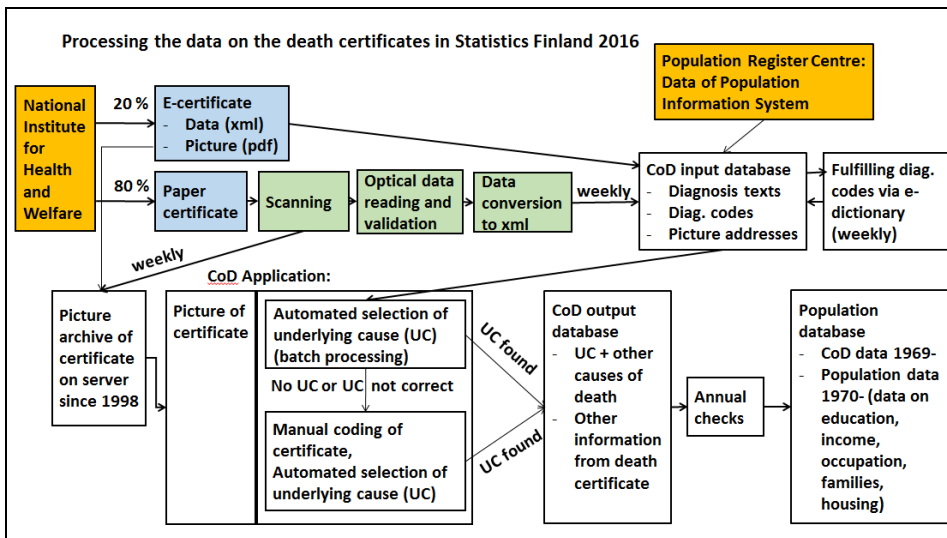 Processing the data on the death certificates in Statistics Finland 2016
Population Register Centre:
Data of Population
Information System
National
Institute
for
Health
and
Welfare
20 %
E-certificate
- Data (xml)
- Picture (pdf)
80%
Paper
certificate
Scanning
Optical data
reading and
validation
Data
conversion
to xml
weekly
CoD input database
- Diagnosis texts
- Diag. codes
- Picture addresses
Fulfilling diag.
codes via e-
dictionary
(weekly)
weekly
CoD Application:
Picture
archive of
certificate
on server
since 1998
Picture of
certificate
Automated selection of
underlying cause (UC)
(batch processing)
No UC or UC not correct
Manual coding of
certificate,
Automated selection of
underlying cause (UC)
UC found
UC found
CoD output
database
- UC + other
causes of
death
- Other
information
from death
certificate
Annual
checks
Population
database
- CoD data 1969-
- Population data
1970- (data on
education,
income,
occupation,
families,
housing)